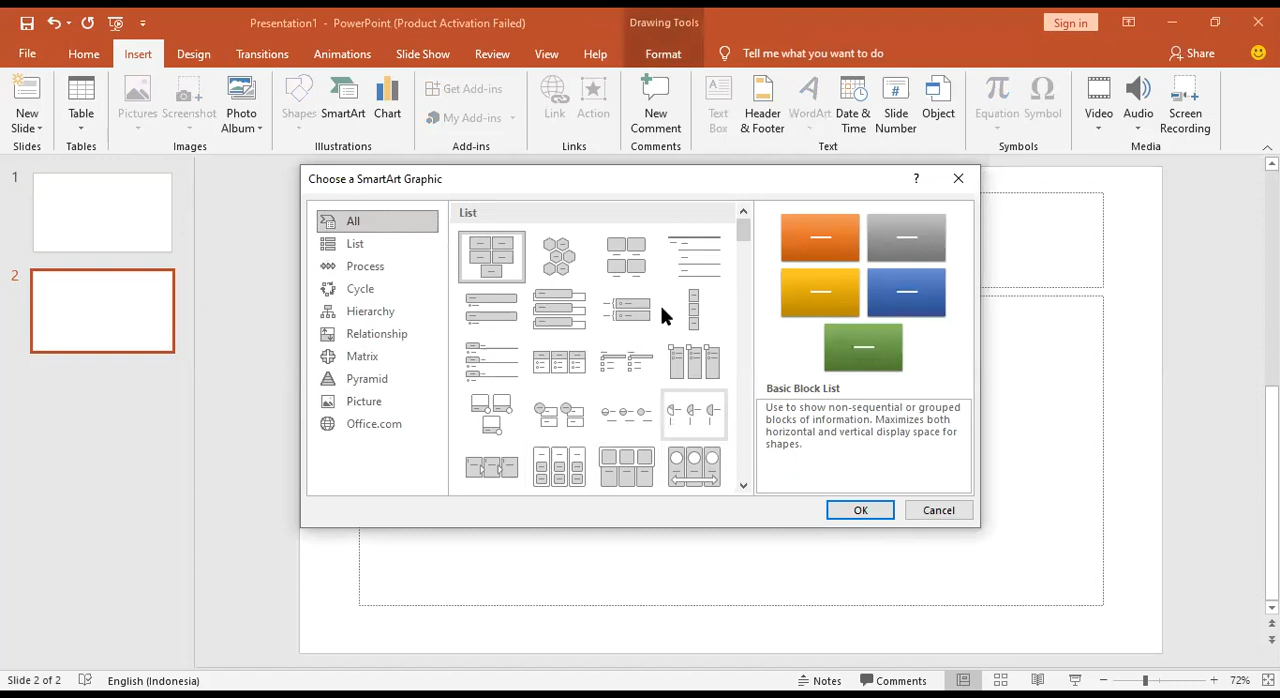 Presentation1 - PowerPoint (Product Activation Failed)
Drawing Tools
Sign in
File Home Insert Design Transitions Animations Slide Show Review View Help Format Tell me what you want to do Share
New Slide
Table
Pictures
Screenshot
Photo Album
Shapes
SmartArt
Chart
Get Add-ins
My Add-ins
Link
Action
New Comment
Text Box
Header & Footer
WordArt
Date & Time
Slide Number
Object
Equation
Symbol
Video
Audio
Screen Recording
Slides Tables Images Illustrations Add-ins Links Comments Text Symbols Media
1
2
Choose a SmartArt Graphic ?
All
List
Process
Cycle
Hierarchy
Relationship
Matrix
Pyramid
Picture
Office.com
List
Basic Block List
Use to show non-sequential or grouped
blocks of information. Maximizes both
horizontal and vertical display space for
shapes.
OK Cancel
Slide 2 of 2 English (Indonesia) Notes Comments 72%